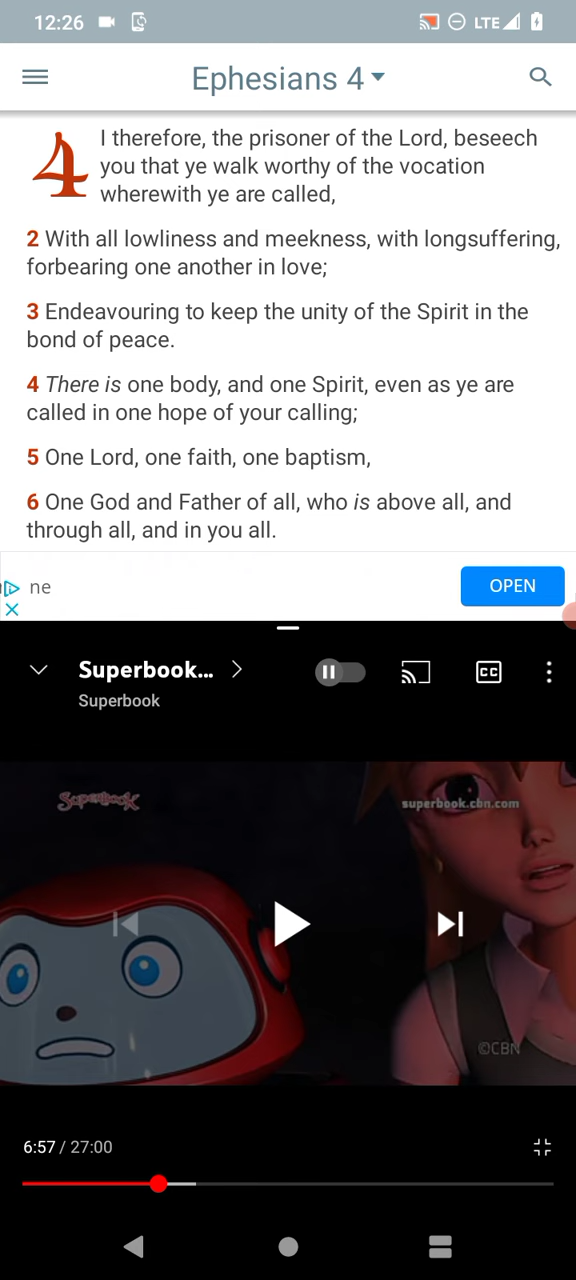 12:26
LTE
Ephesians 4
4 I therefore, the prisoner of the Lord, beseech
you that ye walk worthy of the vocation
wherewith ye are called,
2 With all lowliness and meekness, with longsuffering,
forbearing one another in love;
3 Endeavouring to keep the unity of the Spirit in the
bond of peace.
4 There is one body, and one Spirit, even as ye are
called in one hope of your calling;
5 One Lord, one faith, one baptism,
6 One God and Father of all, who is above all, and
through all, and in you all.
ne
OPEN
Superbook...
CC
Superbook
SUPERBOOK
superbook.cbn.com
©CBN
6:57 / 27:00